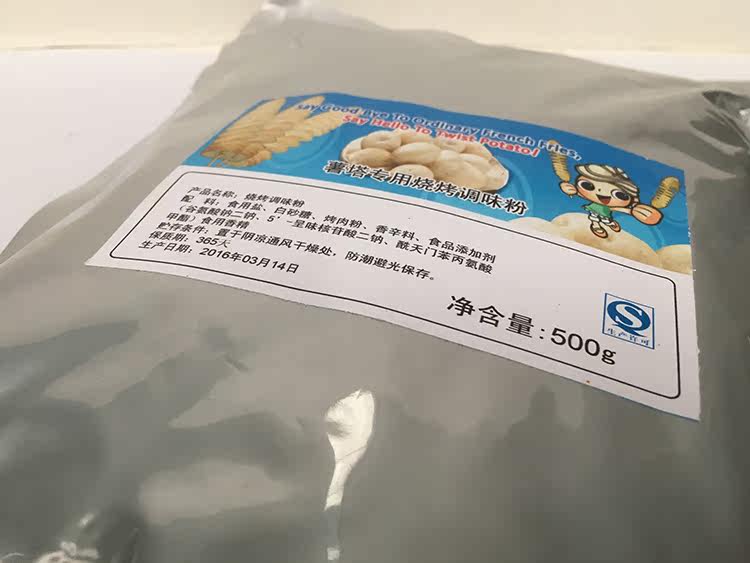 Say Good Bye To Ordinary French Fries,
Say Hello To Twist Potato!
薯塔专用烧烤调味粉
产品名称：烧烤调味粉
配 料：食用盐、白砂糖、烤肉粉、香辛料、食品添加剂
（谷氨酸钠二钠、5'-呈味核苷酸二钠、酰天门苯丙氨酸
甲酯）食用香精
贮存条件：置于阴凉通风干燥处，防潮避光保存。
保质期：365天
生产日期：2016年03月14日
净含量：500g
生产许可